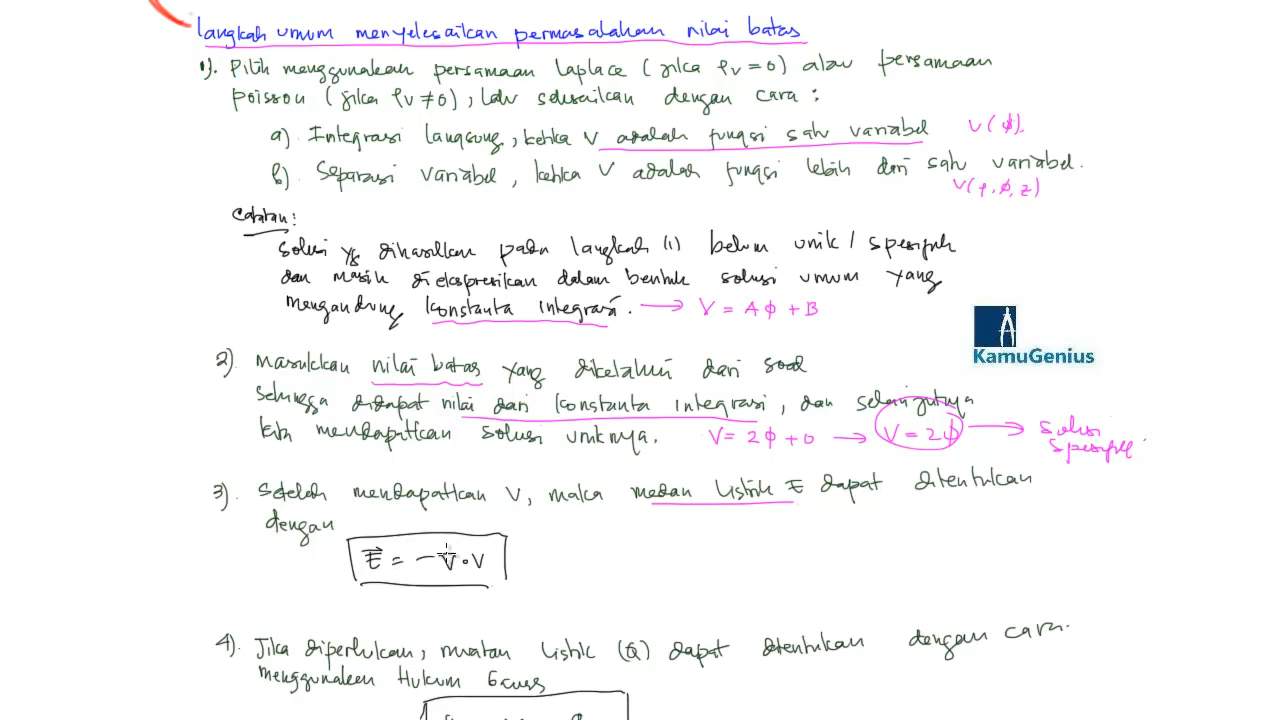 langkah umum menyelesaikan permasalahan nilai batas
1). Pilih menggunakan persamaan laplace (jika ρv = 0) atau persamaan
poisson (jika ρv ≠ 0), lalu selesaikan dengan cara :
a) Integrasi langsung, ketika V adalah fungsi satu variabel V(ϕ).
b) Separasi variabel, ketika V adalah fungsi lebih dari satu variabel.
V(ρ, ϕ, z)
Catatan:
Solusi yg dihasilkan pada langkah (1) belum unik / spesifik
dan masih diekspresikan dalam bentuk solusi umum yang
mengandung konstanta integrasi. → V = Aϕ + B
KamuGenius
2) Masukkan nilai batas yang diketahui dari soal
sehingga didapat nilai dari konstanta integrasi, dan selanjutnya
kita mendapatkan solusi uniknya. V = 2ϕ + 0 → V = 2ϕ → solusi
spesifik
3) Setelah mendapatkan V, maka medan listrik E dapat ditentukan
dengan
E⃗ = −∇•V
4). Jika diperlukan, muatan listrik (Q) dapat ditentukan dengan cara
menggunakan Hukum Gauss